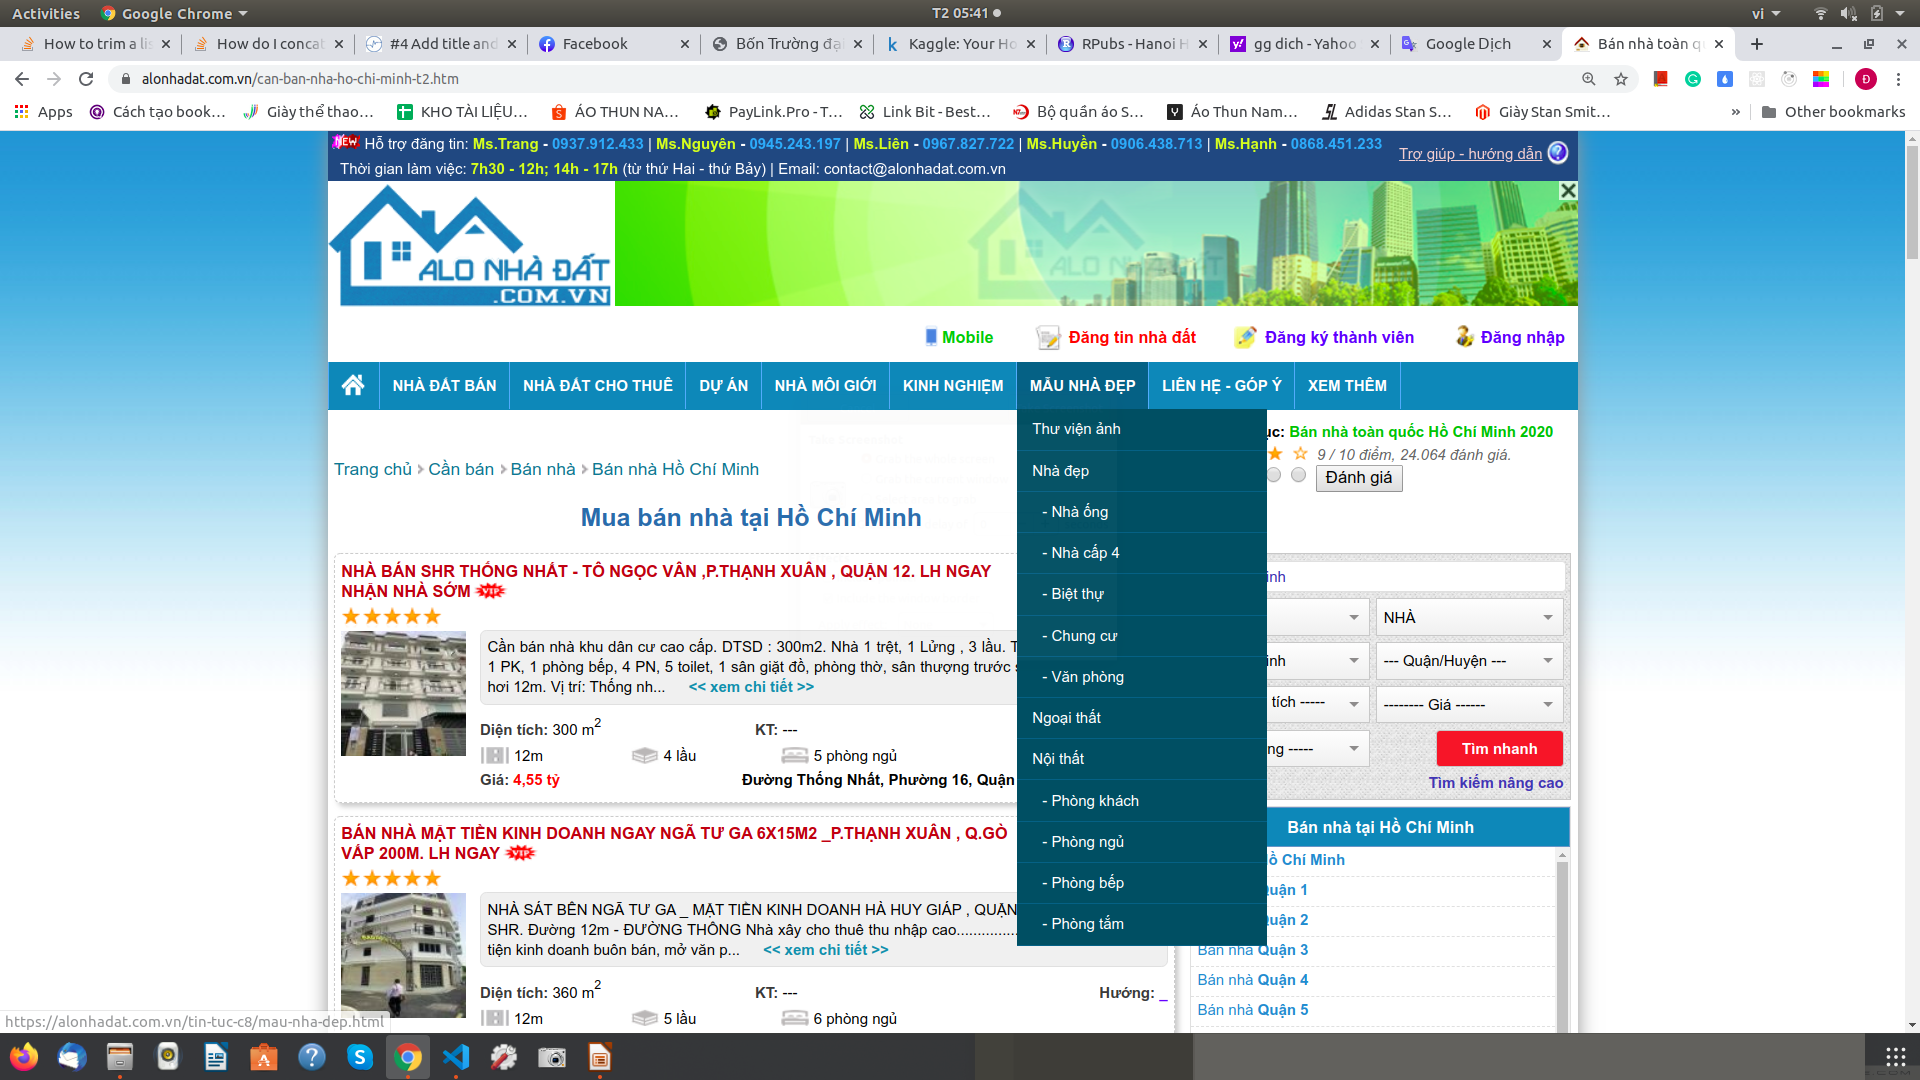 Activities
Google Chrome
T2 05:41
vi
How to trim a lis
How do I concat
#4 Add title and
Facebook
Bốn Trường đại
Kaggle: Your Ho
RPubs - Hanoi H
gg dich - Yahoo
Google Dịch
Bán nhà toàn qu
alonhadat.com.vn/can-ban-nha-ho-chi-minh-t2.htm
Đ
Apps
Cách tạo book...
Giày thể thao...
KHO TÀI LIỆU...
ÁO THUN NA...
PayLink.Pro - T...
Link Bit - Best...
Bộ quần áo S...
Áo Thun Nam...
Adidas Stan S...
Giày Stan Smit...
»
Other bookmarks
NEW Hỗ trợ đăng tin: Ms.Trang - 0937.912.433 | Ms.Nguyên - 0945.243.197 | Ms.Liên - 0967.827.722 | Ms.Huyền - 0906.438.713 | Ms.Hạnh - 0868.451.233
Trợ giúp - hướng dẫn
Thời gian làm việc: 7h30 - 12h; 14h - 17h (từ thứ Hai - thứ Bảy) | Email: contact@alonhadat.com.vn
ALO NHÀ ĐẤT
.COM.VN
ALO NHÀ ĐẤT
Mobile
Đăng tin nhà đất
Đăng ký thành viên
Đăng nhập
NHÀ ĐẤT BÁN
NHÀ ĐẤT CHO THUÊ
DỰ ÁN
NHÀ MÔI GIỚI
KINH NGHIỆM
MẪU NHÀ ĐẸP
LIÊN HỆ - GÓP Ý
XEM THÊM
Thư viện ảnh
Nhà đẹp
- Nhà ống
- Nhà cấp 4
- Biệt thự
- Chung cư
- Văn phòng
Ngoại thất
Nội thất
- Phòng khách
- Phòng ngủ
- Phòng bếp
- Phòng tắm
Trang chủ
Cần bán
Bán nhà
Bán nhà Hồ Chí Minh
Mua bán nhà tại Hồ Chí Minh
NHÀ BÁN SHR THỐNG NHẤT - TÔ NGỌC VÂN ,P.THẠNH XUÂN , QUẬN 12. LH NGAY
NHẬN NHÀ SỚM VIP
Cần bán nhà khu dân cư cao cấp. DTSD : 300m2. Nhà 1 trệt, 1 Lửng , 3 lầu. T
1 PK, 1 phòng bếp, 4 PN, 5 toilet, 1 sân giặt đồ, phòng thờ, sân thượng trước s
hơi 12m. Vị trí: Thống nh... << xem chi tiết >>
Diện tích: 300 m2
KT: ---
12m
4 lầu
5 phòng ngủ
Giá: 4,55 tỷ
Đường Thống Nhất, Phường 16, Quận
BÁN NHÀ MẶT TIỀN KINH DOANH NGAY NGÃ TƯ GA 6X15M2 _P.THẠNH XUÂN , Q.GÒ
VẤP 200M. LH NGAY VIP
NHÀ SÁT BÊN NGÃ TƯ GA _ MẶT TIỀN KINH DOANH HÀ HUY GIÁP , QUẬN
SHR. Đường 12m - ĐƯỜNG THÔNG Nhà xây cho thuê thu nhập cao...............
tiện kinh doanh buôn bán, mở văn p... << xem chi tiết >>
Diện tích: 360 m2
KT: ---
Hướng: _
12m
5 lầu
6 phòng ngủ
ục: Bán nhà toàn quốc Hồ Chí Minh 2020
9 / 10 điểm, 24.064 đánh giá.
Đánh giá
inh
NHÀ
inh
--- Quận/Huyện ---
tích -----
-------- Giá ------
ng -----
Tìm nhanh
Tìm kiếm nâng cao
Bán nhà tại Hồ Chí Minh
ồ Chí Minh
Quận 1
Quận 2
Bán nhà Quận 3
Bán nhà Quận 4
Bán nhà Quận 5
https://alonhadat.com.vn/tin-tuc-c8/mau-nha-dep.html